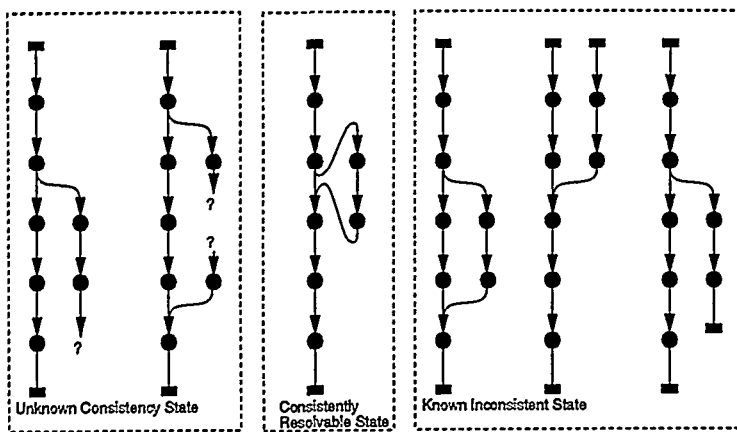 ?
?
?
Unknown Consistency State
Consistently
Resolvable State
Known Inconsistent State